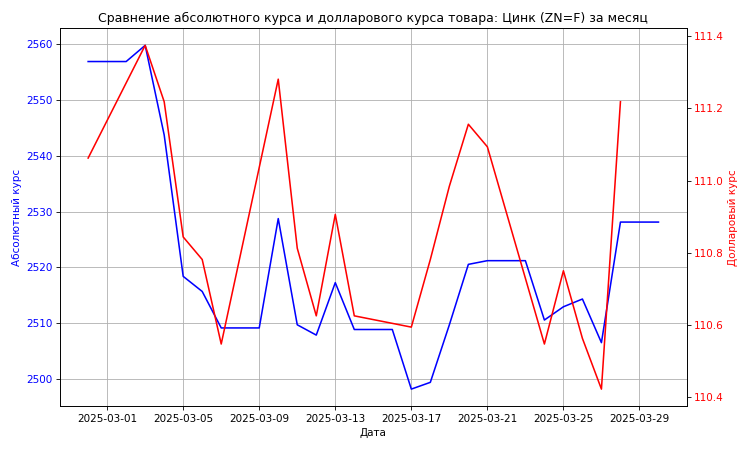 Сравнение абсолютного курса и долларового курса товара: Цинк (ZN=F) за месяц
2560
2550
2540
2530
2520
2510
2500
Абсолютный курс
111.4
111.2
111.0
110.8
110.6
110.4
Долларовый курс
2025-03-01 2025-03-05 2025-03-09 2025-03-13 2025-03-17 2025-03-21 2025-03-25 2025-03-29
Дата